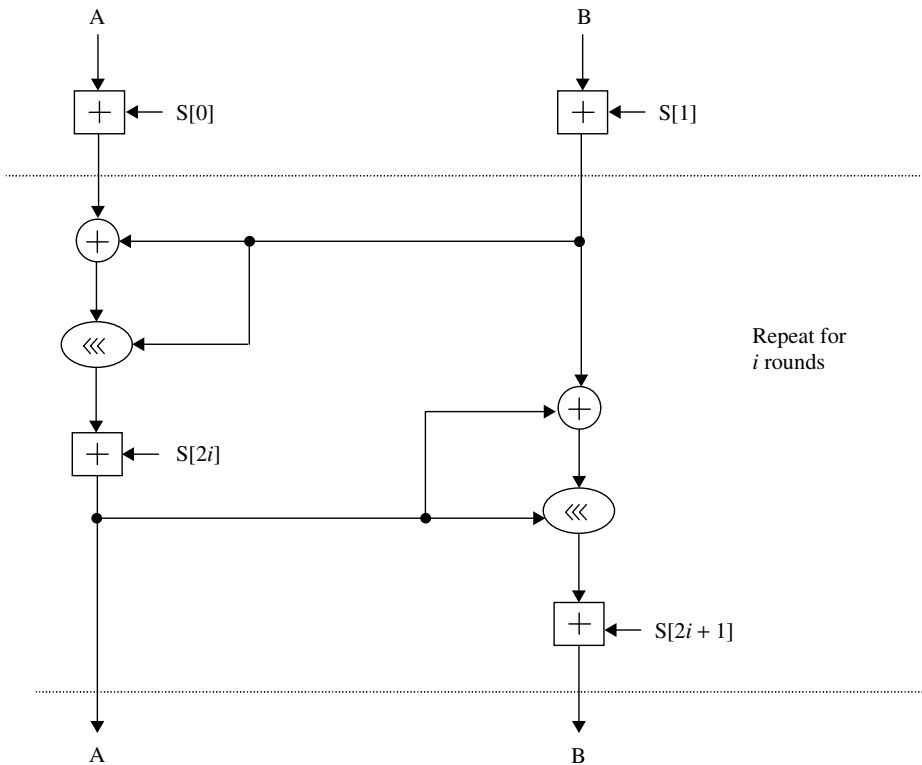 A
B
S[0]
S[1]
<<<
Repeat for
i rounds
S[2i]
<<<
S[2i + 1]
A
B